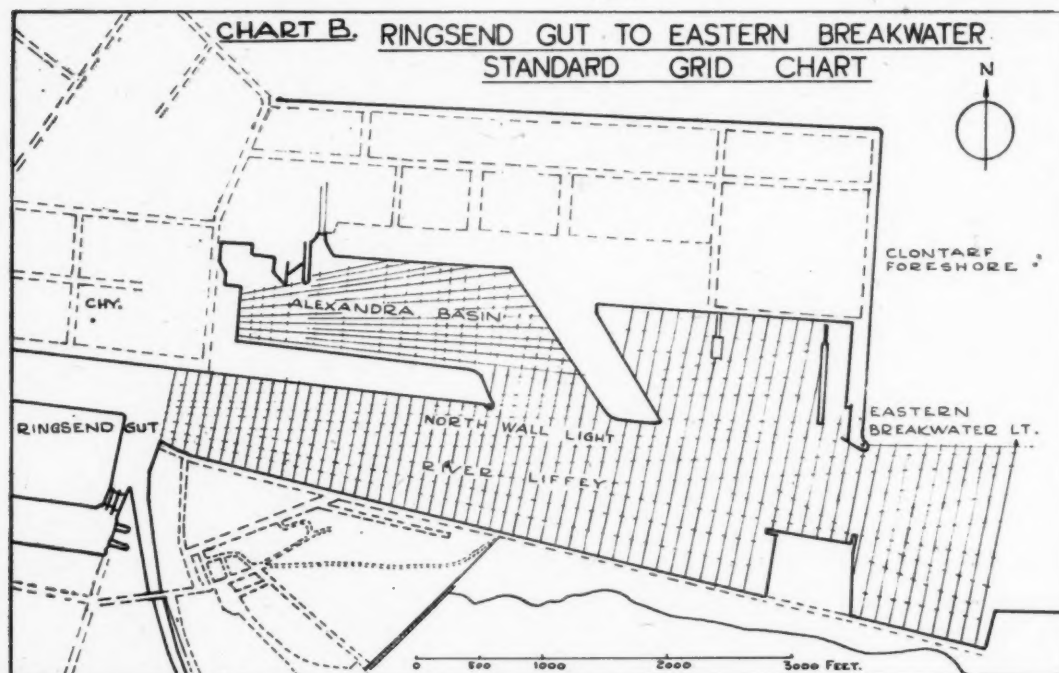 CHART B. RINGSEND GUT TO EASTERN BREAKWATER
STANDARD GRID CHART
N
CLONTARF
FORESHORE
CHY.
ALEXANDRA BASIN
EASTERN
BREAKWATER LT.
RINGSEND GUT
NORTH WALL LIGHT
RIVER LIFFEY
0 500 1000 2000 3000 FEET.